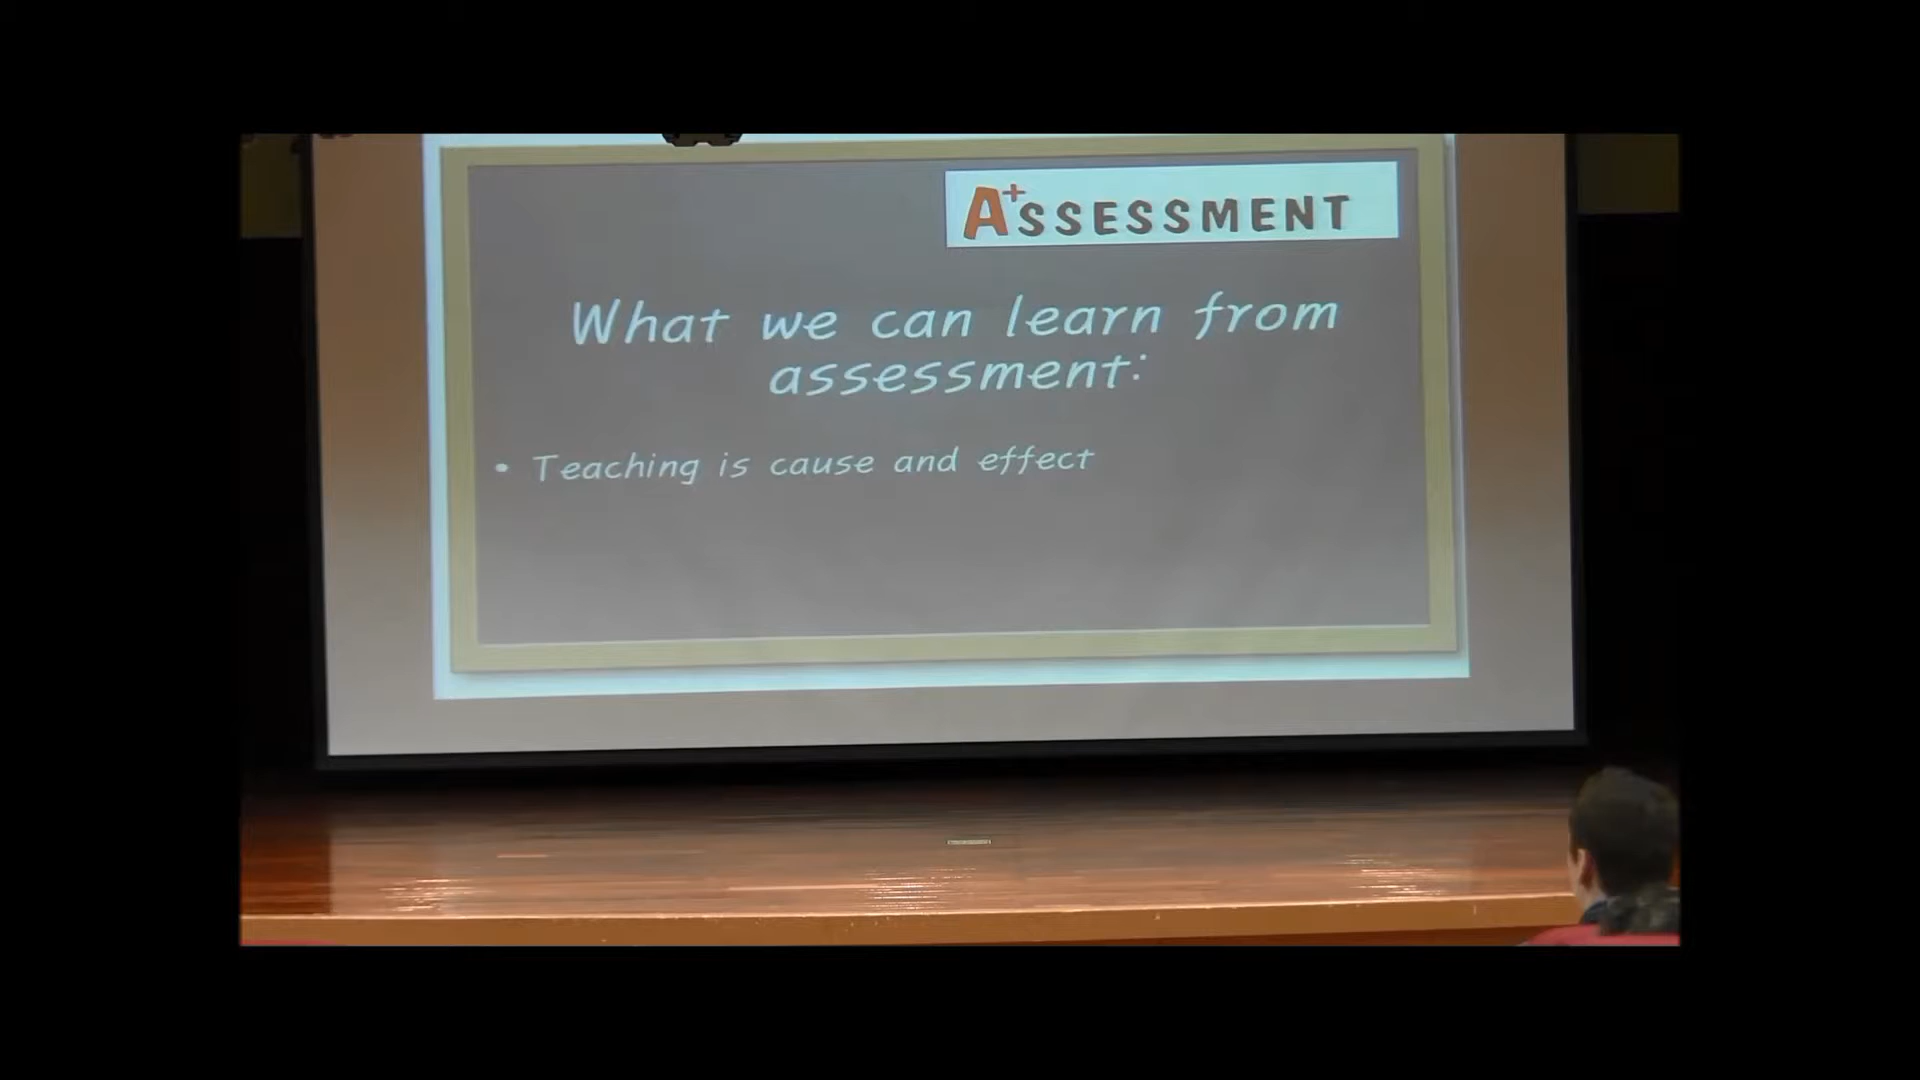 A+SSESSMENT
What we can learn from
assessment:
• Teaching is cause and effect